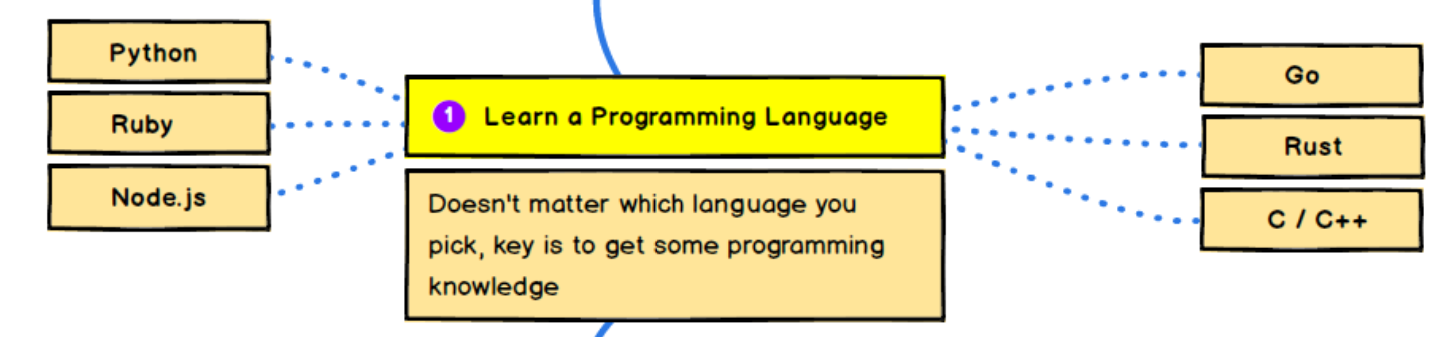 Python
Ruby
Node.js
1 Learn a Programming Language
Doesn't matter which language you
pick, key is to get some programming
knowledge
Go
Rust
C / C++